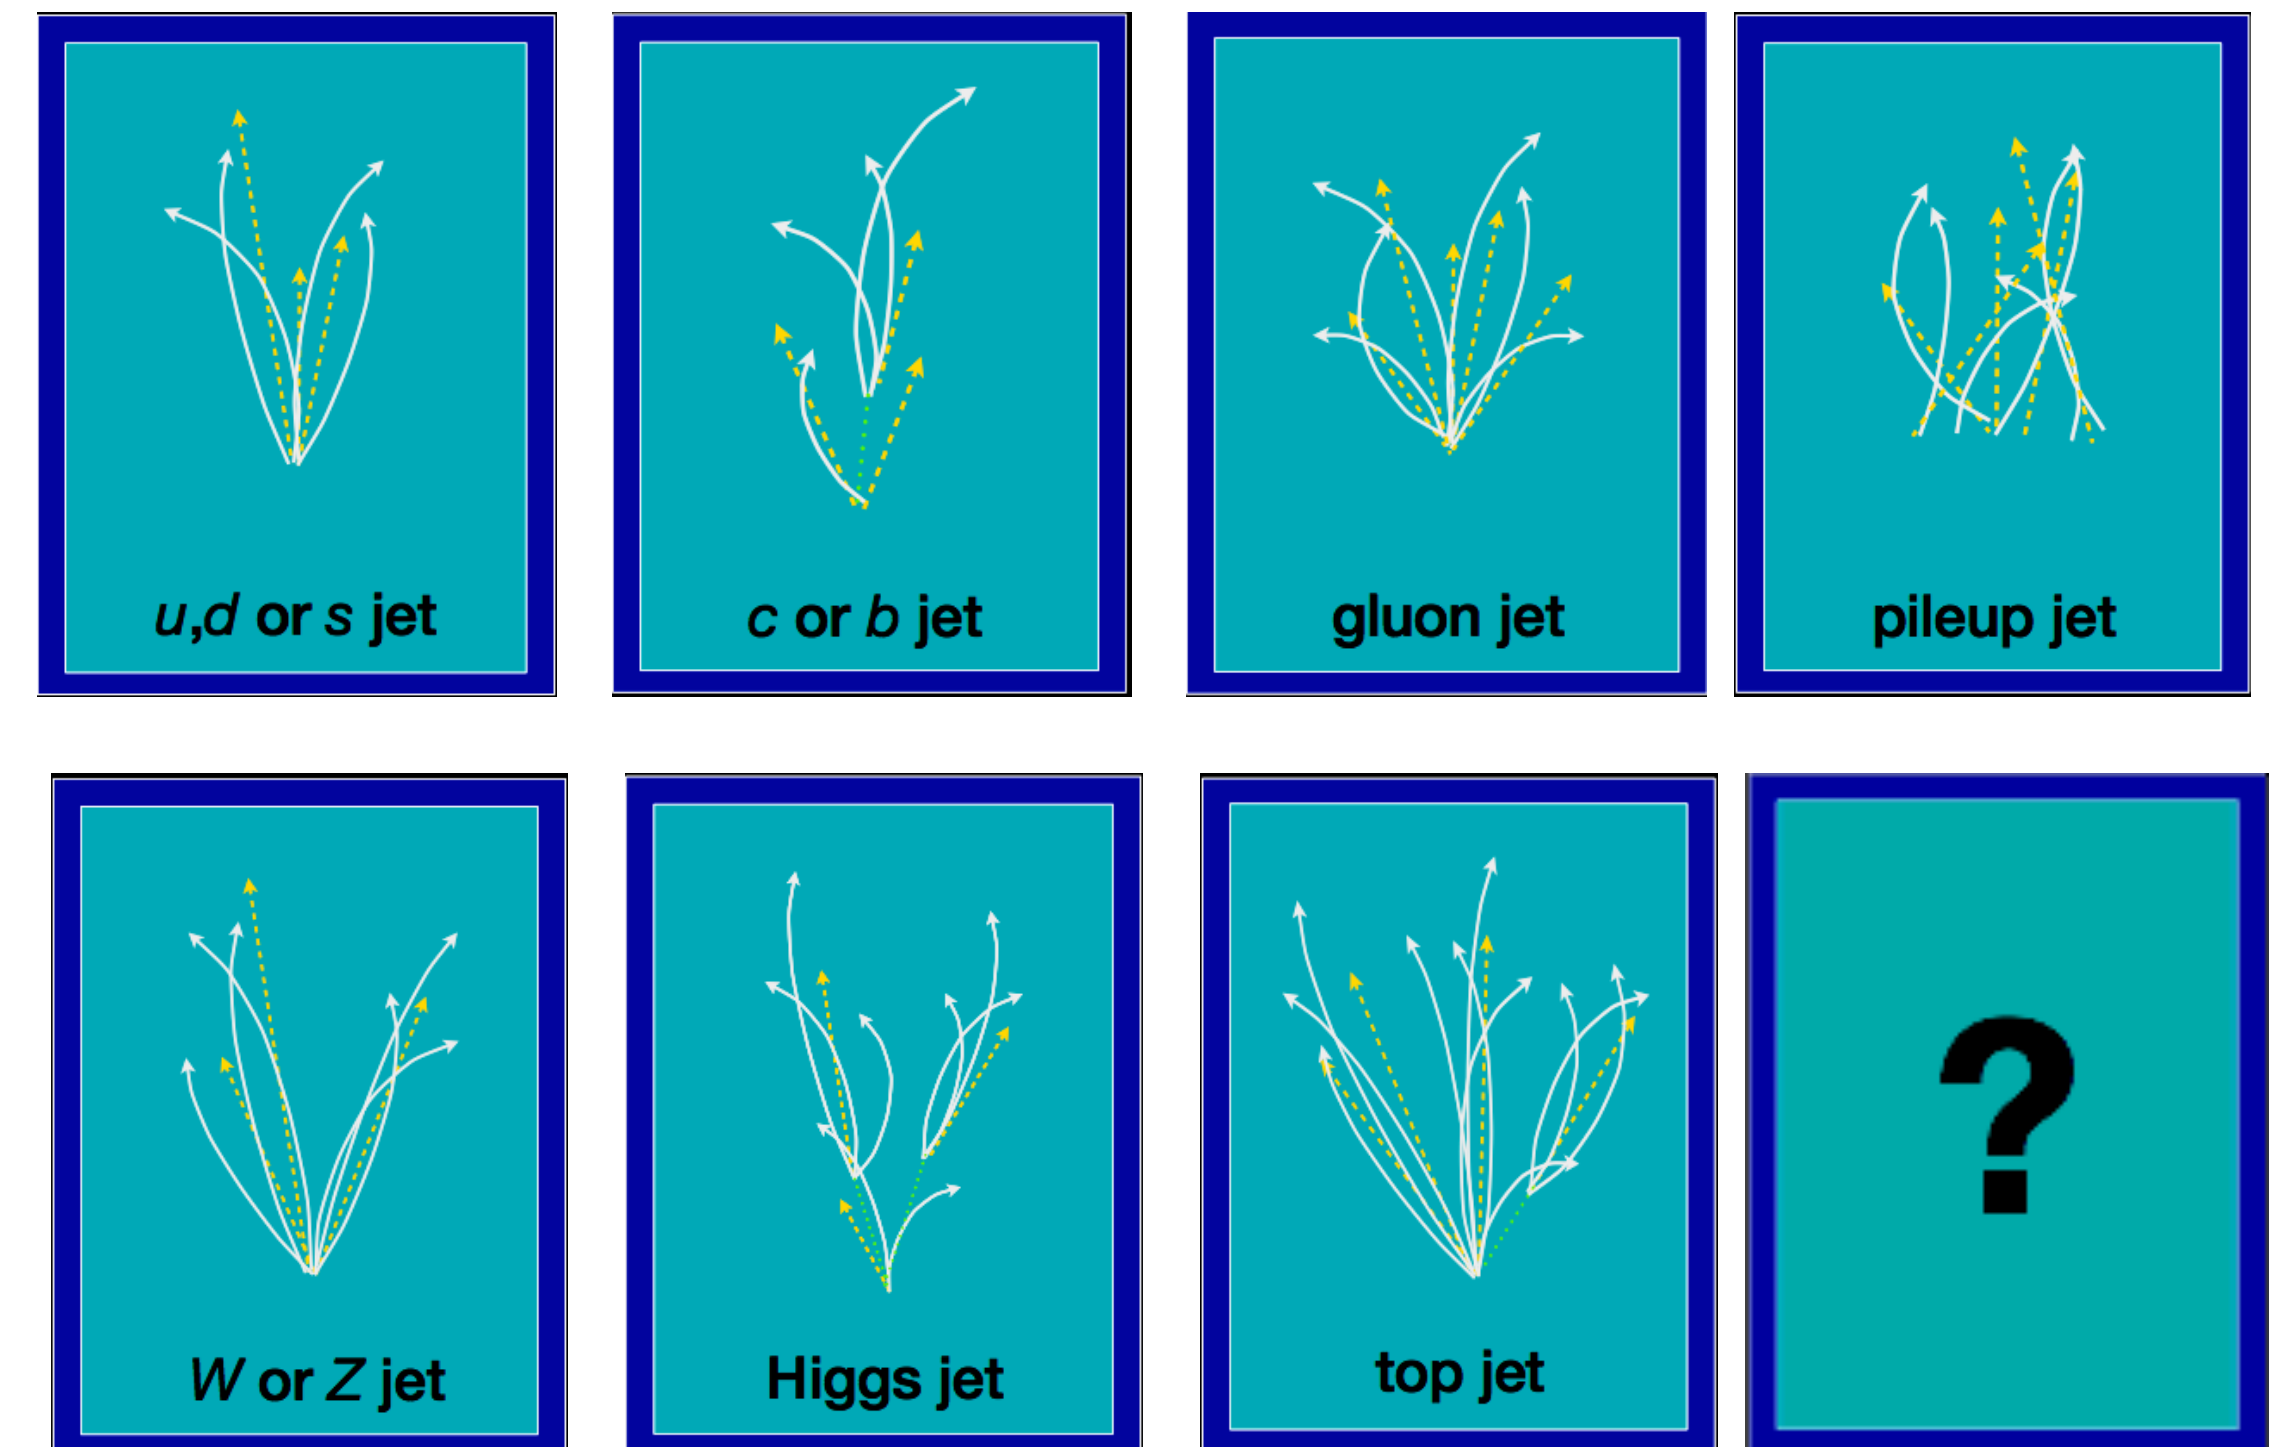 u,d or s jet
c or b jet
gluon jet
pileup jet
W or Z jet
Higgs jet
top jet
?